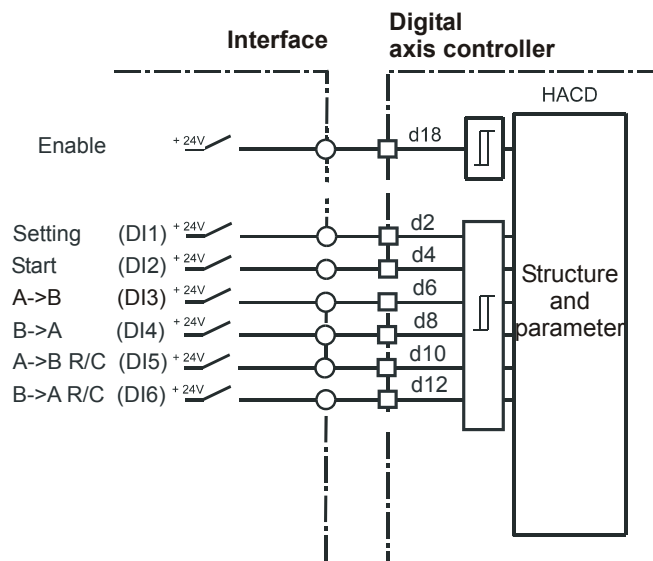 Interface
Digital
axis controller
HACD
Enable + 24V d18
Setting (DI1) + 24V d2
Start (DI2) + 24V d4
A->B (DI3) + 24V d6
B->A (DI4) + 24V d8
A->B R/C (DI5) + 24V d10
B->A R/C (DI6) + 24V d12
Structure
and
parameter